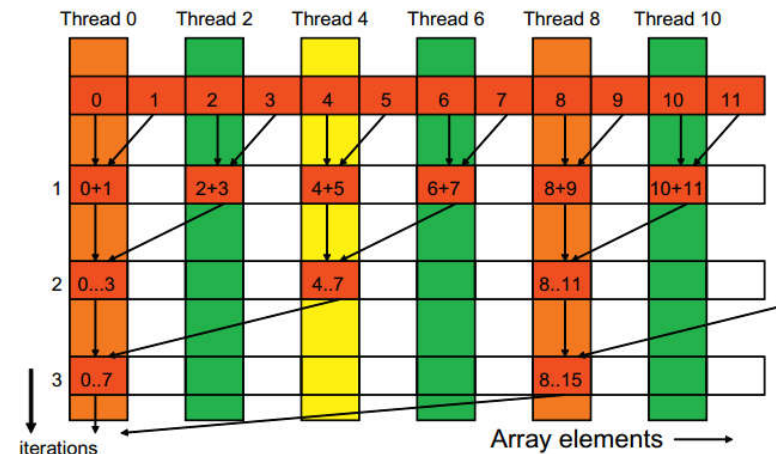 Thread 0 Thread 2 Thread 4 Thread 6 Thread 8 Thread 10
0 1 2 3 4 5 6 7 8 9 10 11
1 0+1 2+3 4+5 6+7 8+9 10+11
2 0...3 4..7 8..11
3 0..7 8..15
iterations Array elements